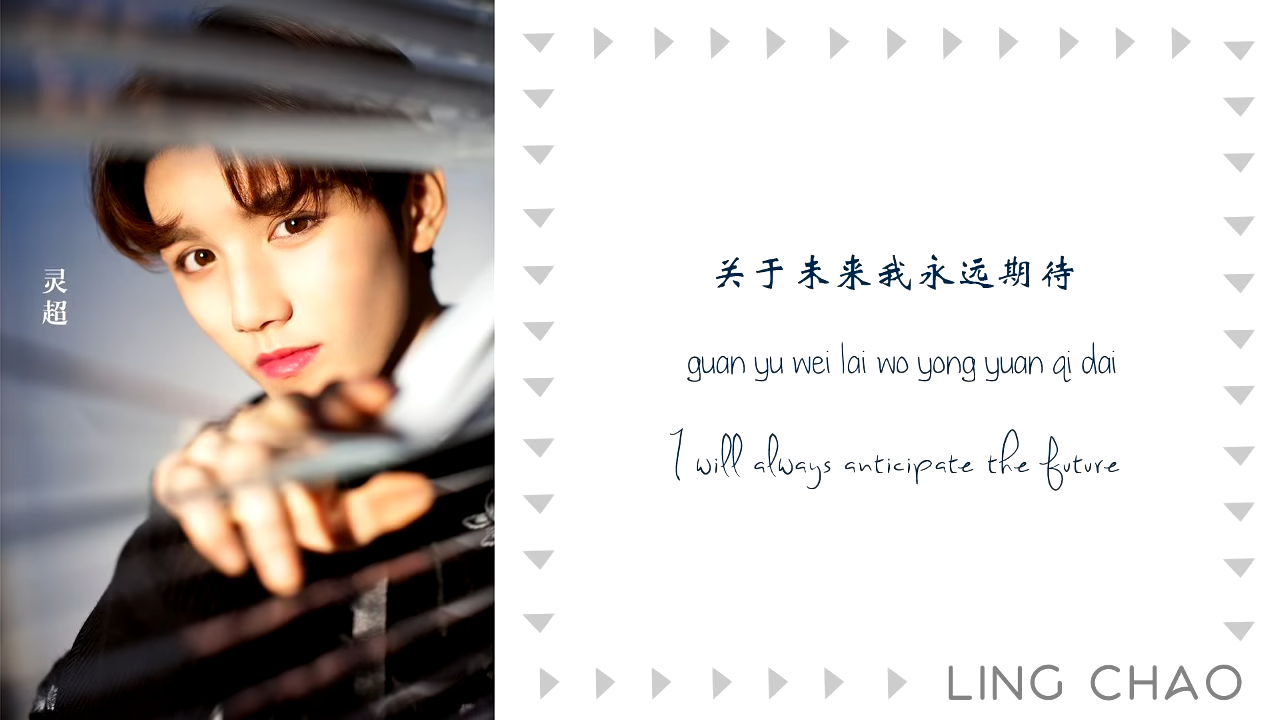 灵超
关于未来我永远期待
guan yu wei lai wo yong yuan qi dai
I will always anticipate the future
LING CHAO